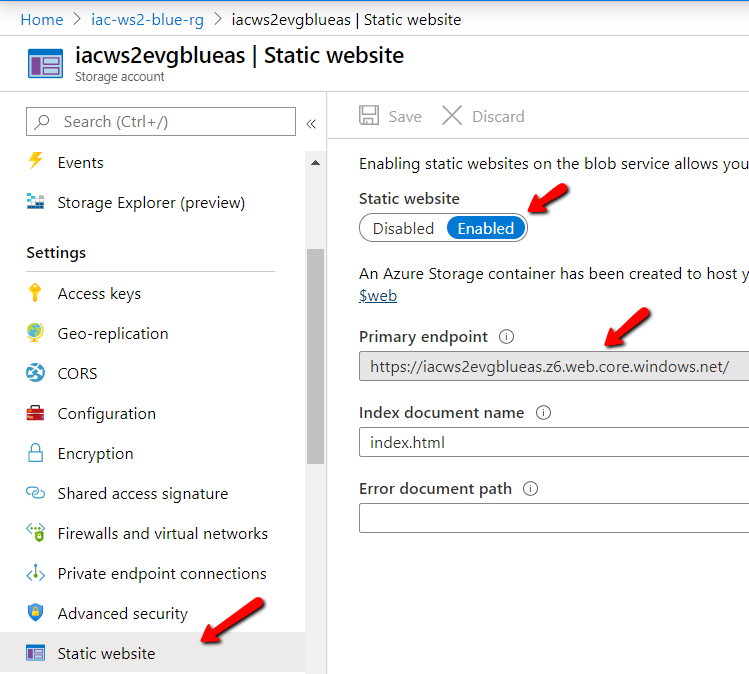 Home > iac-ws2-blue-rg > iacws2evgblueas | Static website
iacws2evgblueas | Static website
Storage account
Search (Ctrl+/)
«
Events
Storage Explorer (preview)
Settings
Access keys
Geo-replication
CORS
Configuration
Encryption
Shared access signature
Firewalls and virtual networks
Private endpoint connections
Advanced security
Static website
Save Discard
Enabling static websites on the blob service allows you
Static website
Disabled Enabled
An Azure Storage container has been created to host y
$web
Primary endpoint
https://iacws2evgblueas.z6.web.core.windows.net/
Index document name
index.html
Error document path